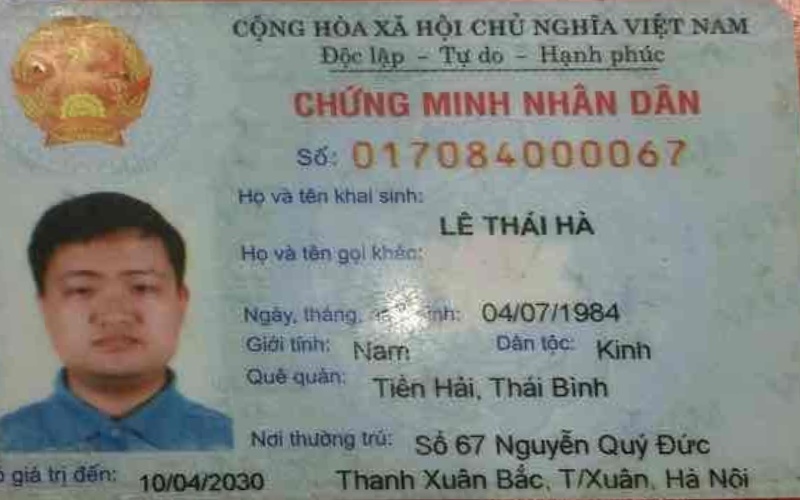 CỘNG HÒA XÃ HỘI CHỦ NGHĨA VIỆT NAM
Độc lập – Tự do – Hạnh phúc
CHỨNG MINH NHÂN DÂN
Số: 017084000067
Họ và tên khai sinh:
LÊ THÁI HÀ
Họ và tên gọi khác:
Ngày, tháng, sinh: 04/07/1984
Giới tính: Nam Dân tộc: Kinh
Quê quán: Tiền Hải, Thái Bình
Nơi thường trú: Số 67 Nguyễn Quý Đức
Thanh Xuân Bắc, T/Xuân, Hà Nội
giá trị đến: 10/04/2030